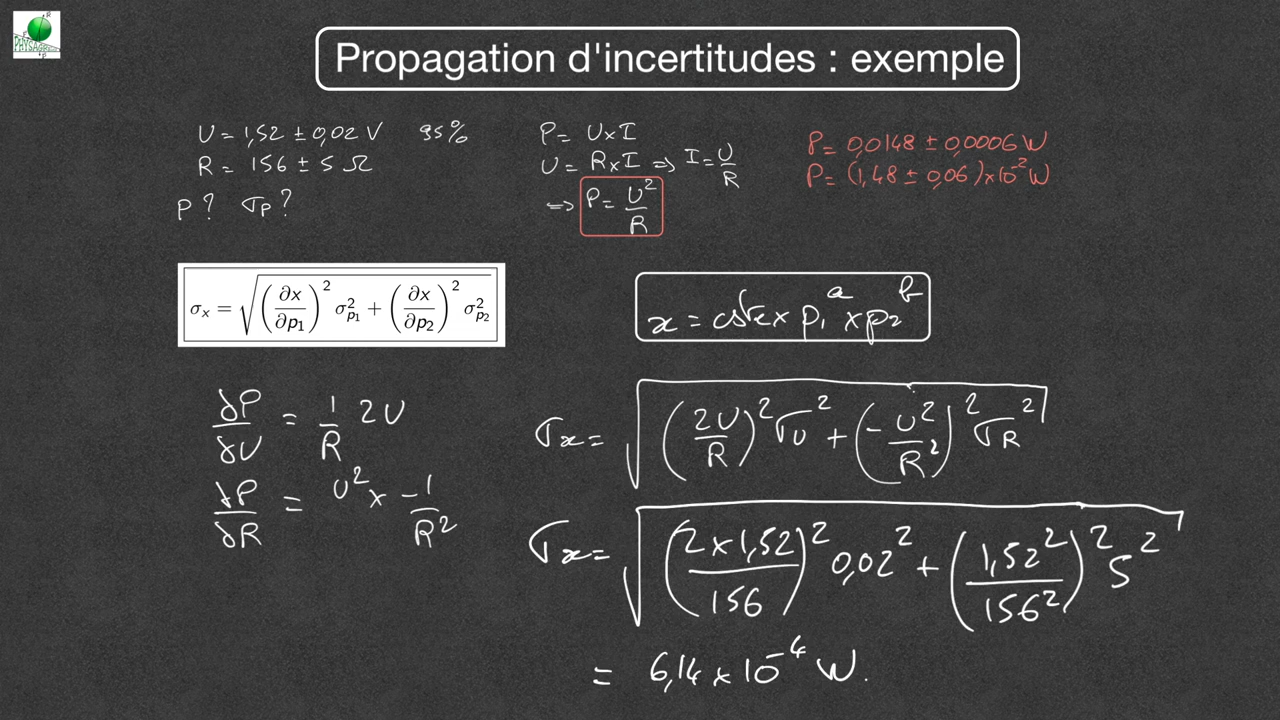 Propagation d'incertitudes : exemple
U = 1,52 ± 0,02 V 95%
R = 156 ± 5 Ω
P ? σp ?
P = U x I
U = R x I => I = U/R
=> P = U²/R
P = 0,0148 ± 0,0006 W
P = (1,48 ± 0,06) x 10⁻² W
σx = √((∂x/∂p1)² σ²p1 + (∂x/∂p2)² σ²p2)
x = cste x p1^a x p2^b
∂P/∂U = 1/R 2U
∂P/∂R = U² x -1/R²
σx = √((2U/R)² σU² + (-U²/R²)² σR²)
σx = √((2 x 1,52/156)² 0,02² + (1,52²/156²)² 5²)
= 6,14 x 10⁻⁴ W.